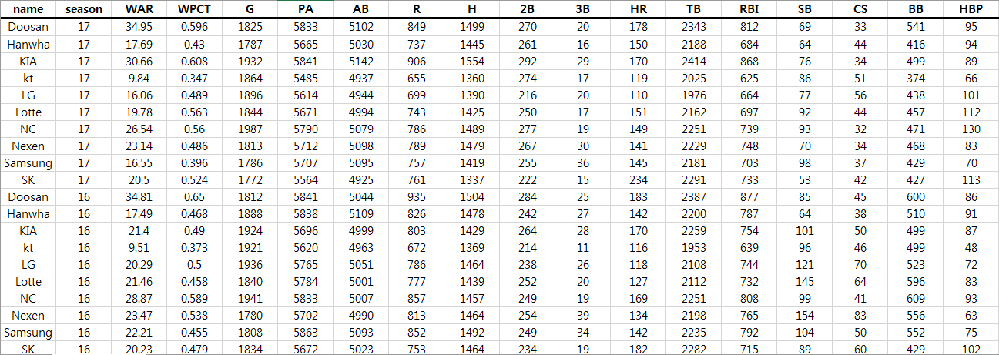 name season WAR WPCT G PA AB R H 2B 3B HR TB RBI SB CS BB HBP
Doosan 17 34.95 0.596 1825 5833 5102 849 1499 270 20 178 2343 812 69 33 541 95
Hanwha 17 17.69 0.43 1787 5665 5030 737 1445 261 16 150 2188 684 64 44 416 94
KIA 17 30.66 0.608 1932 5841 5142 906 1554 292 29 170 2414 868 76 34 499 89
kt 17 9.84 0.347 1864 5485 4937 655 1360 274 17 119 2025 625 86 51 374 66
LG 17 16.06 0.489 1896 5614 4944 699 1390 216 20 110 1976 664 77 56 438 101
Lotte 17 19.78 0.563 1844 5671 4994 743 1425 250 17 151 2162 697 92 44 457 112
NC 17 26.54 0.56 1987 5790 5079 786 1489 277 19 149 2251 739 93 32 471 130
Nexen 17 23.14 0.486 1813 5712 5098 789 1479 267 30 141 2229 748 70 34 468 83
Samsung 17 16.55 0.396 1786 5707 5095 757 1419 255 36 145 2181 703 98 37 429 70
SK 17 20.5 0.524 1772 5564 4925 761 1337 222 15 234 2291 733 53 42 427 113
Doosan 16 34.81 0.65 1812 5841 5044 935 1504 284 25 183 2387 877 85 45 600 86
Hanwha 16 17.49 0.468 1888 5838 5109 826 1478 242 27 142 2200 787 64 38 510 91
KIA 16 21.4 0.49 1924 5696 4999 803 1429 264 28 170 2259 754 101 50 499 87
kt 16 9.51 0.373 1921 5620 4963 672 1369 214 11 116 1953 639 96 46 499 48
LG 16 20.29 0.5 1936 5765 5051 786 1464 238 26 118 2108 744 121 70 523 72
Lotte 16 21.46 0.458 1840 5784 5001 777 1439 252 20 127 2112 732 145 64 596 83
NC 16 28.87 0.589 1941 5833 5007 857 1457 249 19 169 2251 808 99 41 609 93
Nexen 16 23.47 0.538 1780 5702 4990 813 1464 254 39 134 2198 765 154 83 556 63
Samsung 16 22.21 0.455 1808 5863 5093 852 1492 249 34 142 2235 792 104 50 552 75
SK 16 20.23 0.479 1834 5672 5023 753 1464 234 19 182 2282 715 89 60 429 102